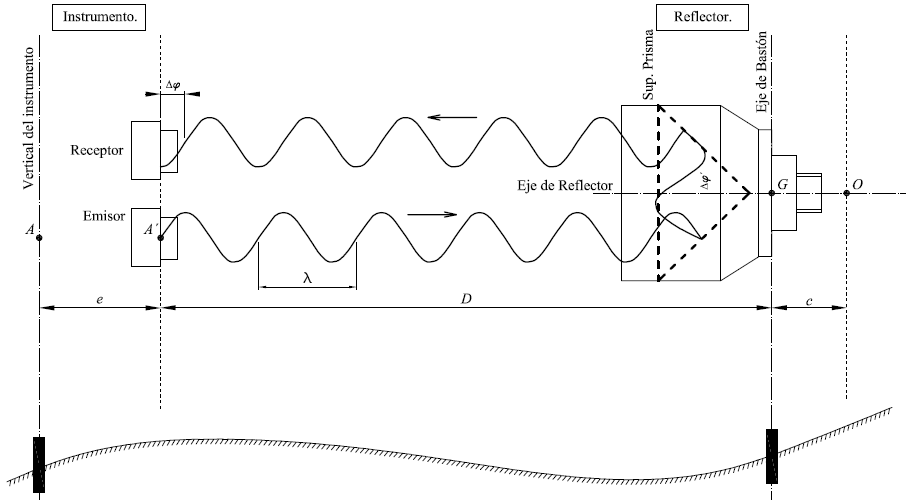 Instrumento.
Reflector.
Vertical del instrumento
Δφ
Sup. Prisma
Eje de Bastón
Receptor
Eje de Reflector
Δφ´
G
O
Emisor
A
A´
λ
e
D
c